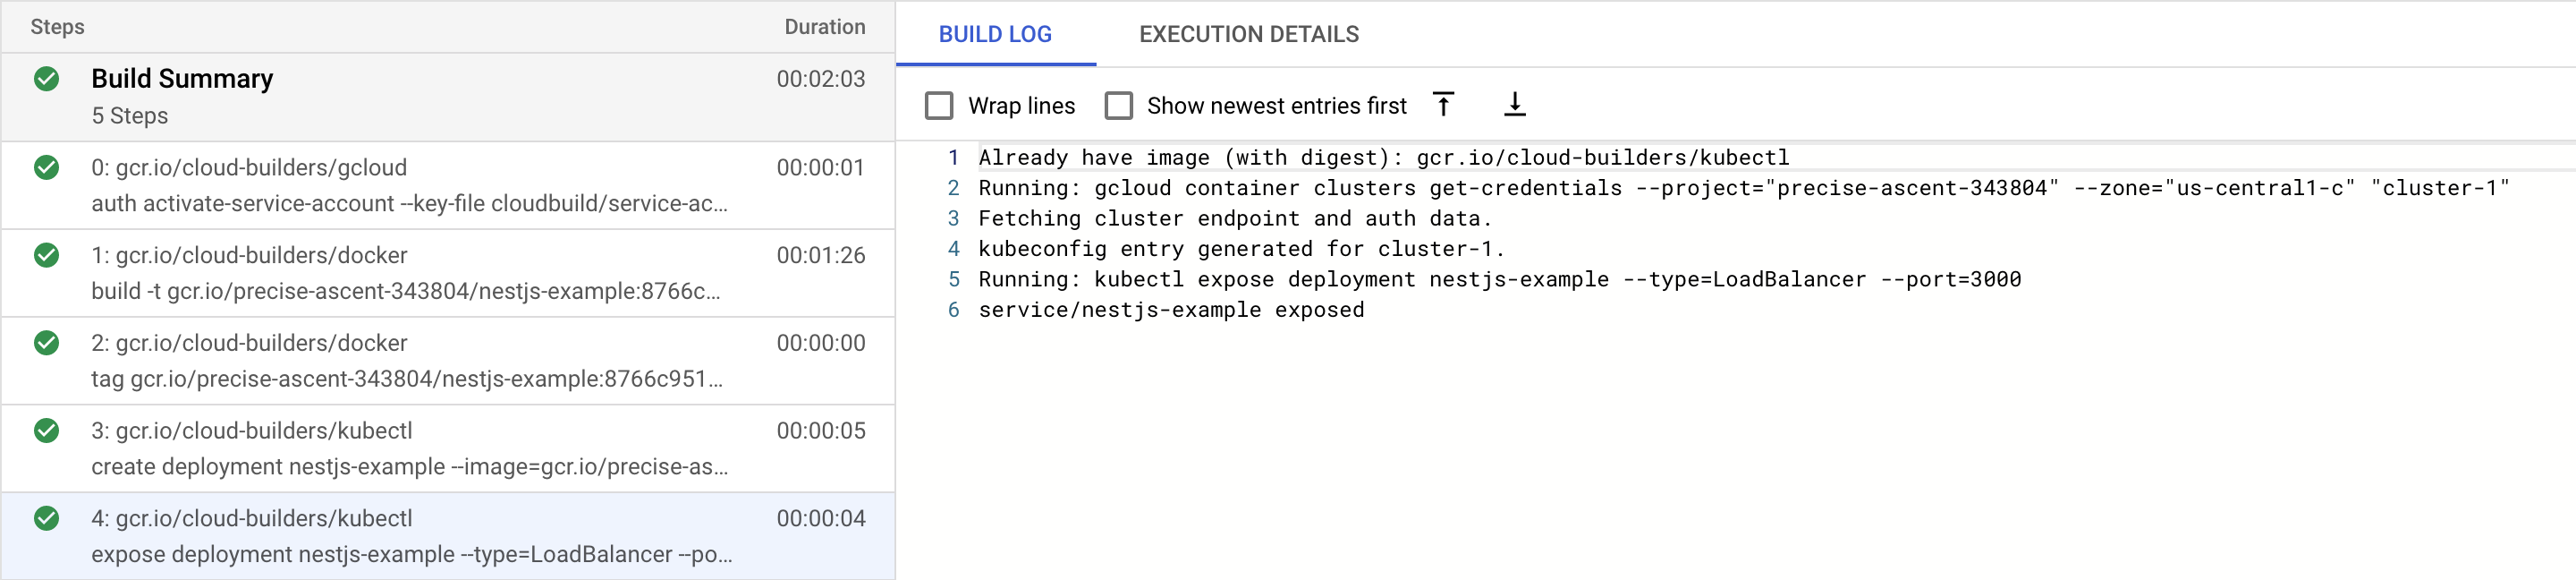 Steps Duration
Build Summary 00:02:03
5 Steps
0: gcr.io/cloud-builders/gcloud 00:00:01
auth activate-service-account --key-file cloudbuild/service-ac...
1: gcr.io/cloud-builders/docker 00:01:26
build -t gcr.io/precise-ascent-343804/nestjs-example:8766c...
2: gcr.io/cloud-builders/docker 00:00:00
tag gcr.io/precise-ascent-343804/nestjs-example:8766c951...
3: gcr.io/cloud-builders/kubectl 00:00:05
create deployment nestjs-example --image=gcr.io/precise-as...
4: gcr.io/cloud-builders/kubectl 00:00:04
expose deployment nestjs-example --type=LoadBalancer --po...
BUILD LOG EXECUTION DETAILS
Wrap lines Show newest entries first
1 Already have image (with digest): gcr.io/cloud-builders/kubectl
2 Running: gcloud container clusters get-credentials --project="precise-ascent-343804" --zone="us-central1-c" "cluster-1"
3 Fetching cluster endpoint and auth data.
4 kubeconfig entry generated for cluster-1.
5 Running: kubectl expose deployment nestjs-example --type=LoadBalancer --port=3000
6 service/nestjs-example exposed